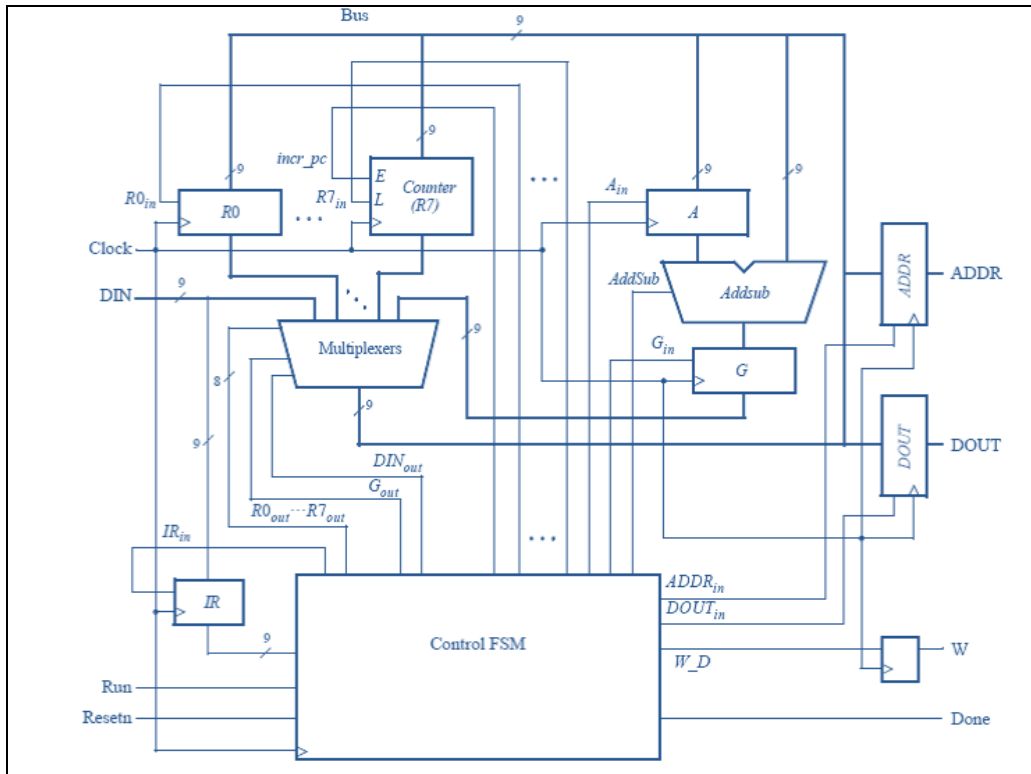 Bus
9
9
9
9
9
incr_pc
E
L
Counter
(R7)
R0in
R0
...
R7in
...
Ain
A
Clock
DIN
9
...
AddSub
Addsub
ADDR
ADDR
Multiplexers
9
Gin
G
8
9
9
DINout
Gout
R0out...R7out
DOUT
DOUT
IRin
...
IR
9
Control FSM
ADDRin
DOUTin
W_D
W
Run
Resetn
Done